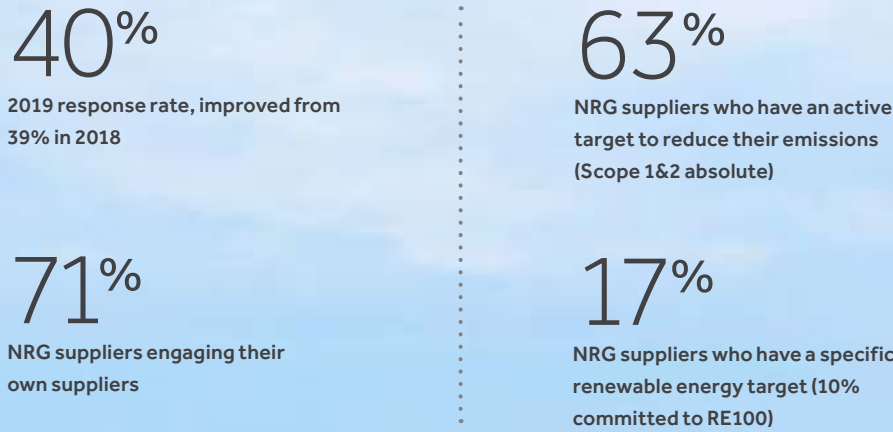 40%
2019 response rate, improved from
39% in 2018
71%
NRG suppliers engaging their
own suppliers
63%
NRG suppliers who have an active
target to reduce their emissions
(Scope 1&2 absolute)
17%
NRG suppliers who have a specific
renewable energy target (10%
committed to RE100)